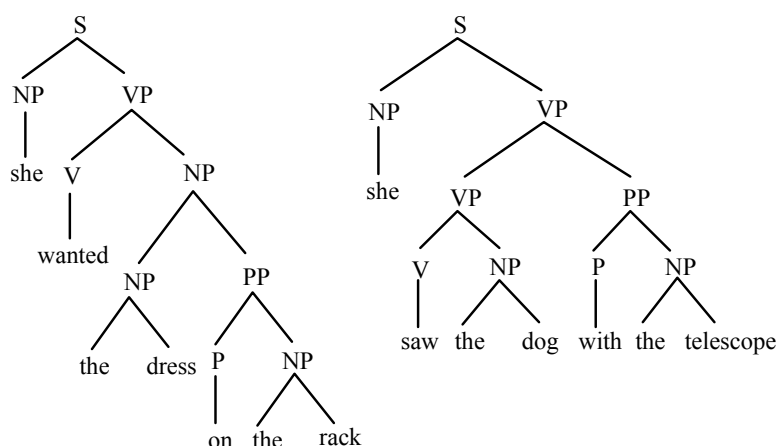 S
NP VP
she V NP
wanted
NP PP
the dress P NP
on the rack
S
NP VP
she
VP PP
V NP P NP
saw the dog with the telescope